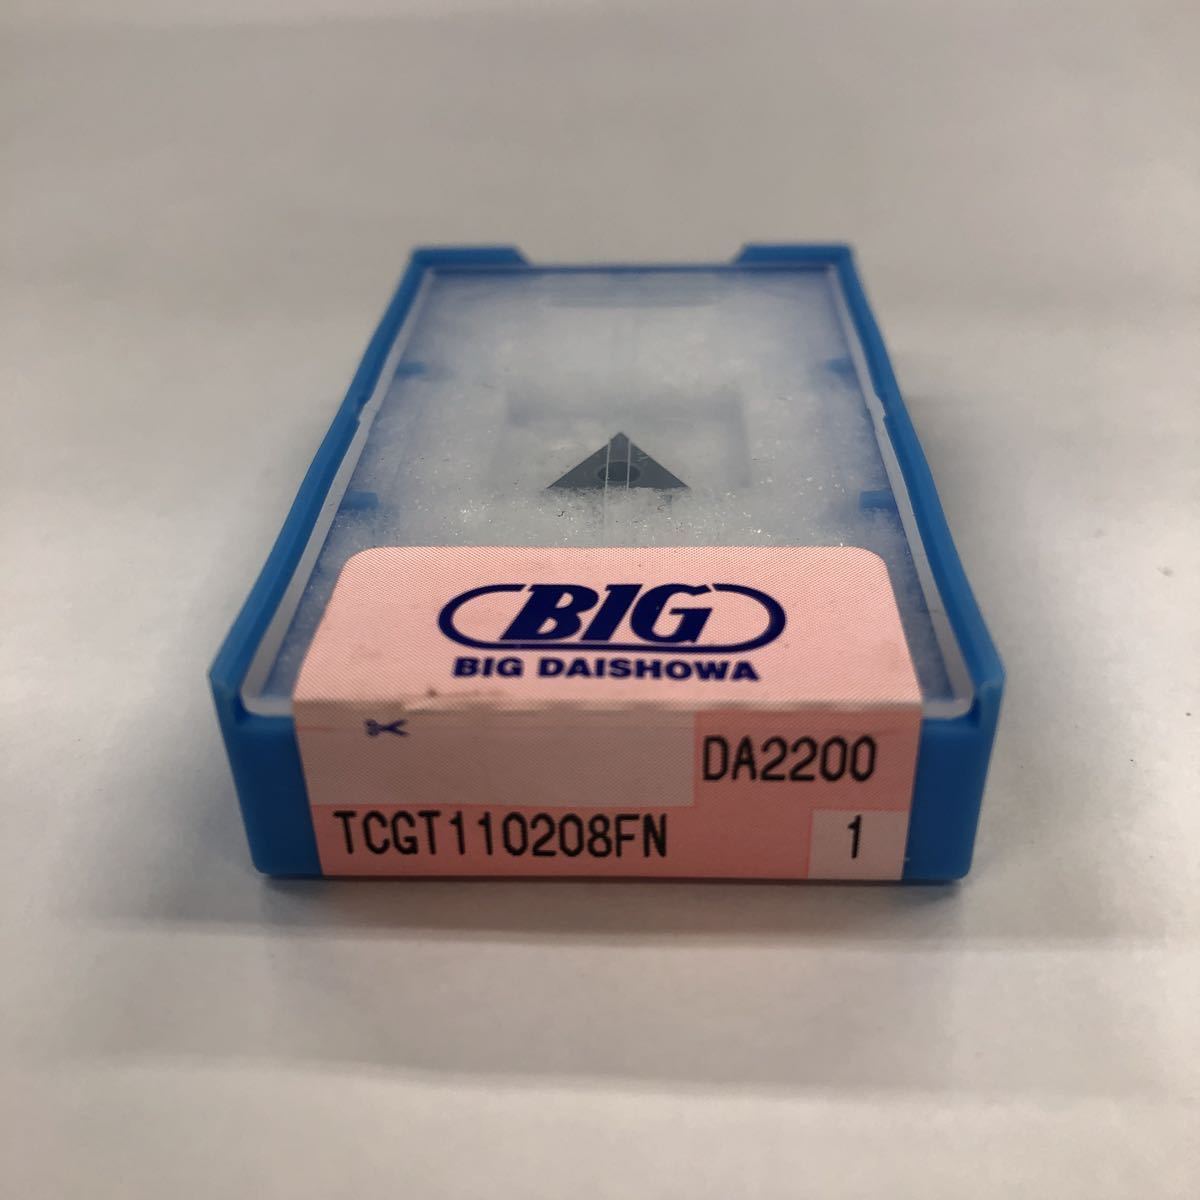 BIG
BIG DAISHOWA
DA2200
TCGT110208FN
1